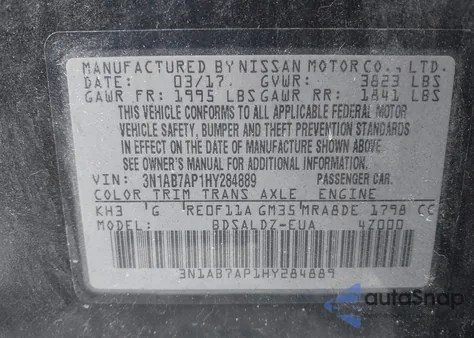 MANUFACTURED BY NISSAN MOTOR CO., LTD.
DATE: 03/17 GVWR: 3823 LBS
GAWR FR: 1995 LBS GAWR RR: 1841 LBS
THIS VEHICLE CONFORMS TO ALL APPLICABLE FEDERAL MOTOR
VEHICLE SAFETY, BUMPER AND THEFT PREVENTION STANDARDS
IN EFFECT ON THE DATE OF MANUFACTURE SHOWN ABOVE.
SEE OWNER'S MANUAL FOR ADDITIONAL INFORMATION.
VIN: 3N1AB7AP1HY284889 PASSENGER CAR
COLOR TRIM TRANS AXLE ENGINE
KH3 'G RE0F11A GM35 MRA8DE 1798 CC
MODEL: BDSALDZ-EUA 4Z000
3N1AB7AP1HY284889
autoSnap